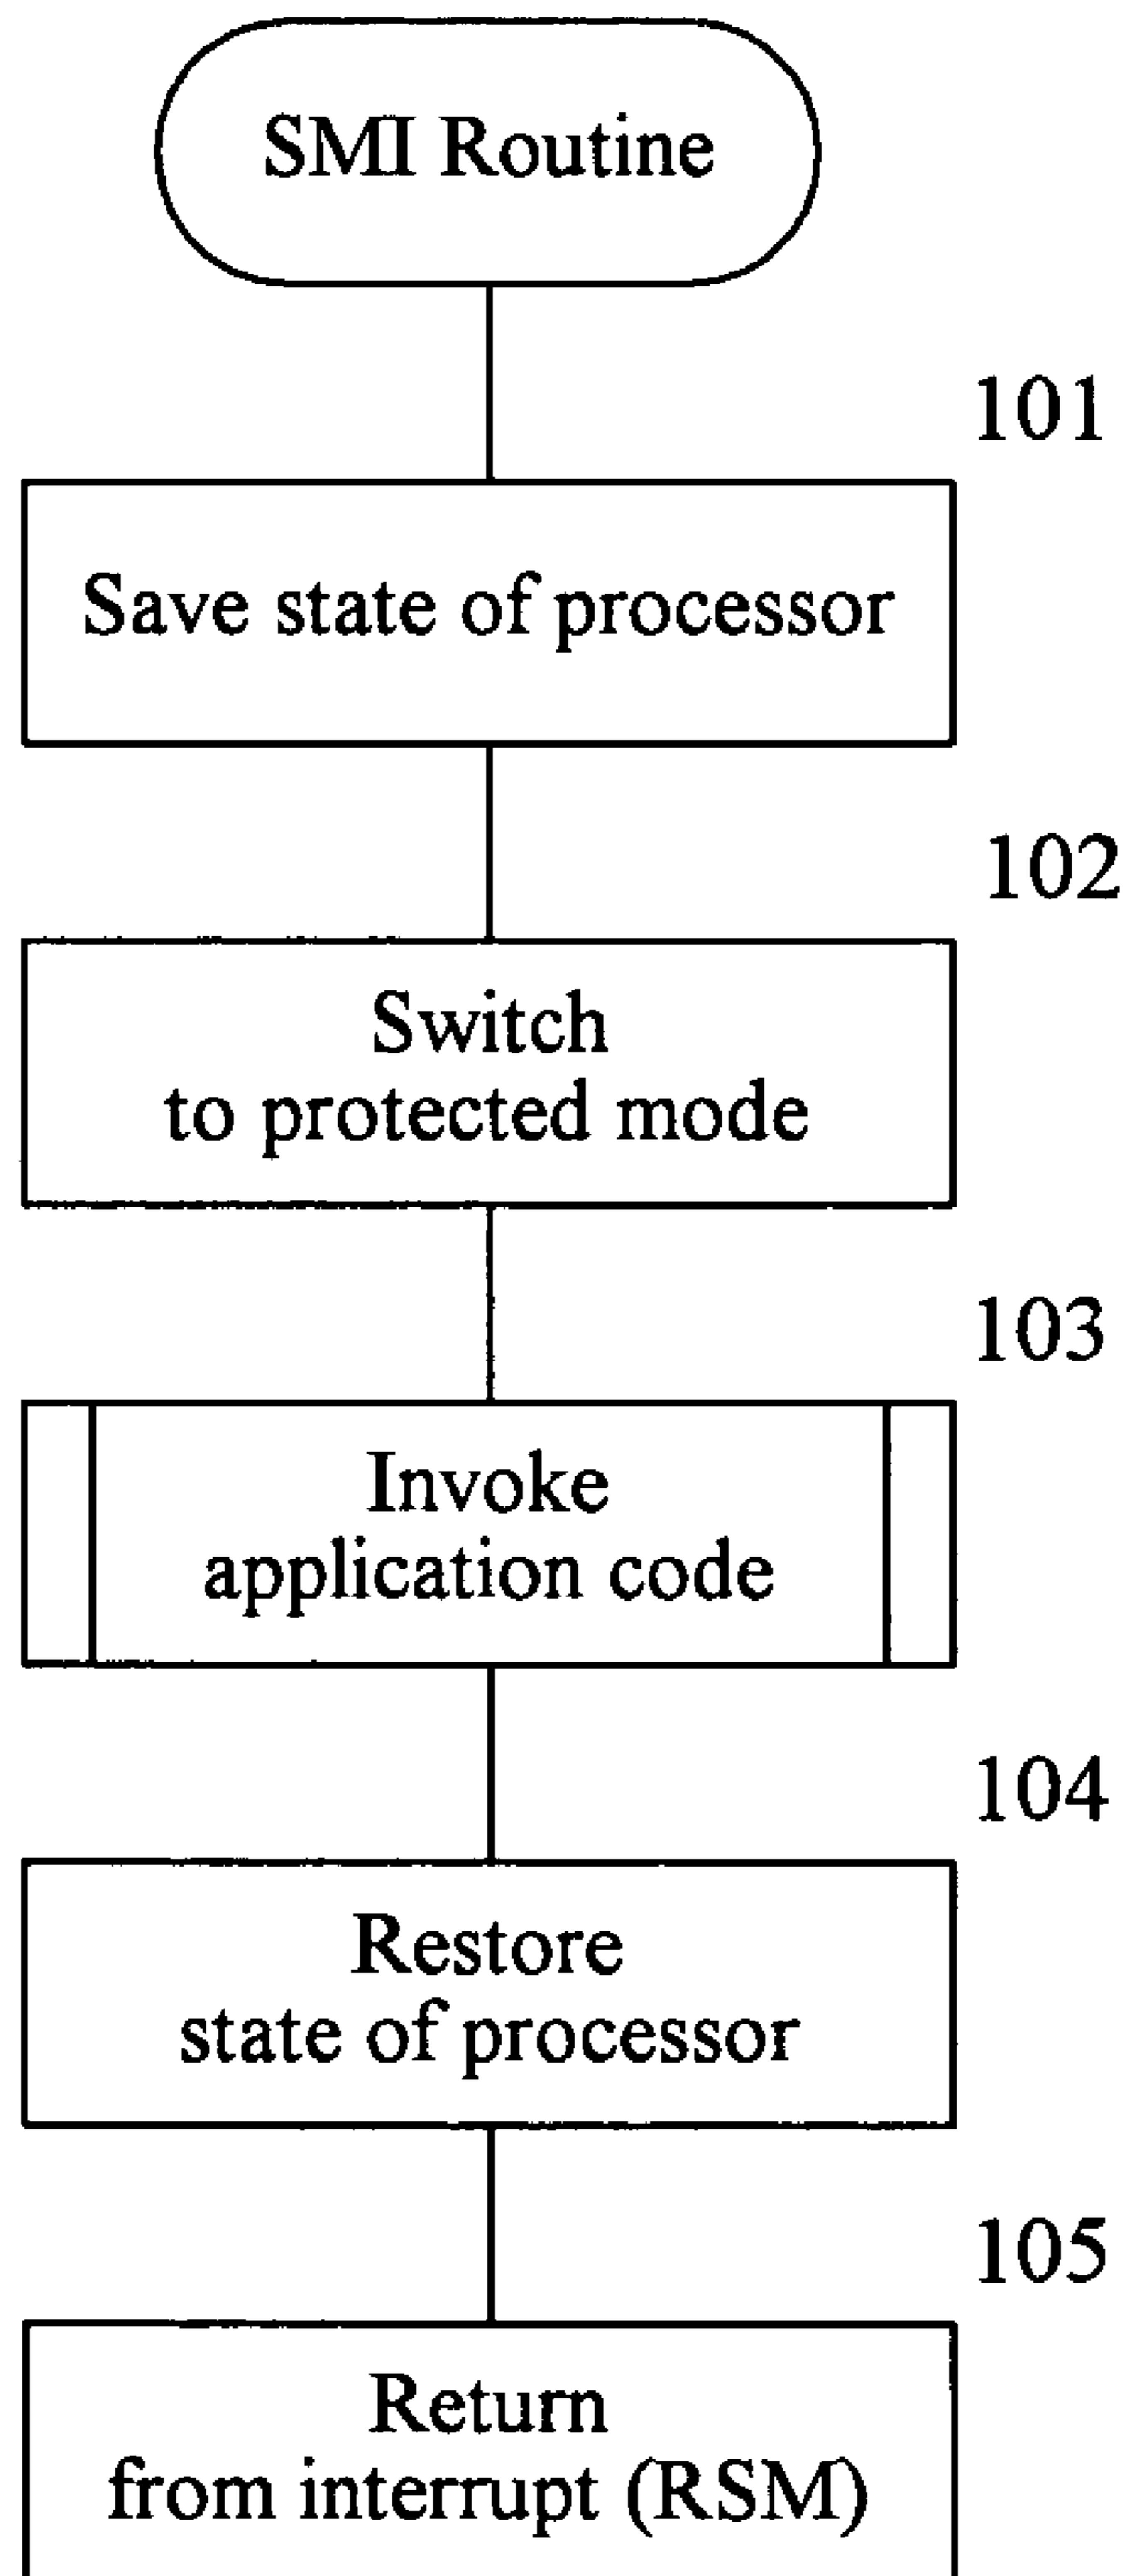 SMI Routine
101
Save state of processor
102
Switch
to protected mode
103
Invoke
application code
104
Restore
state of processor
105
Return
from interrupt (RSM)